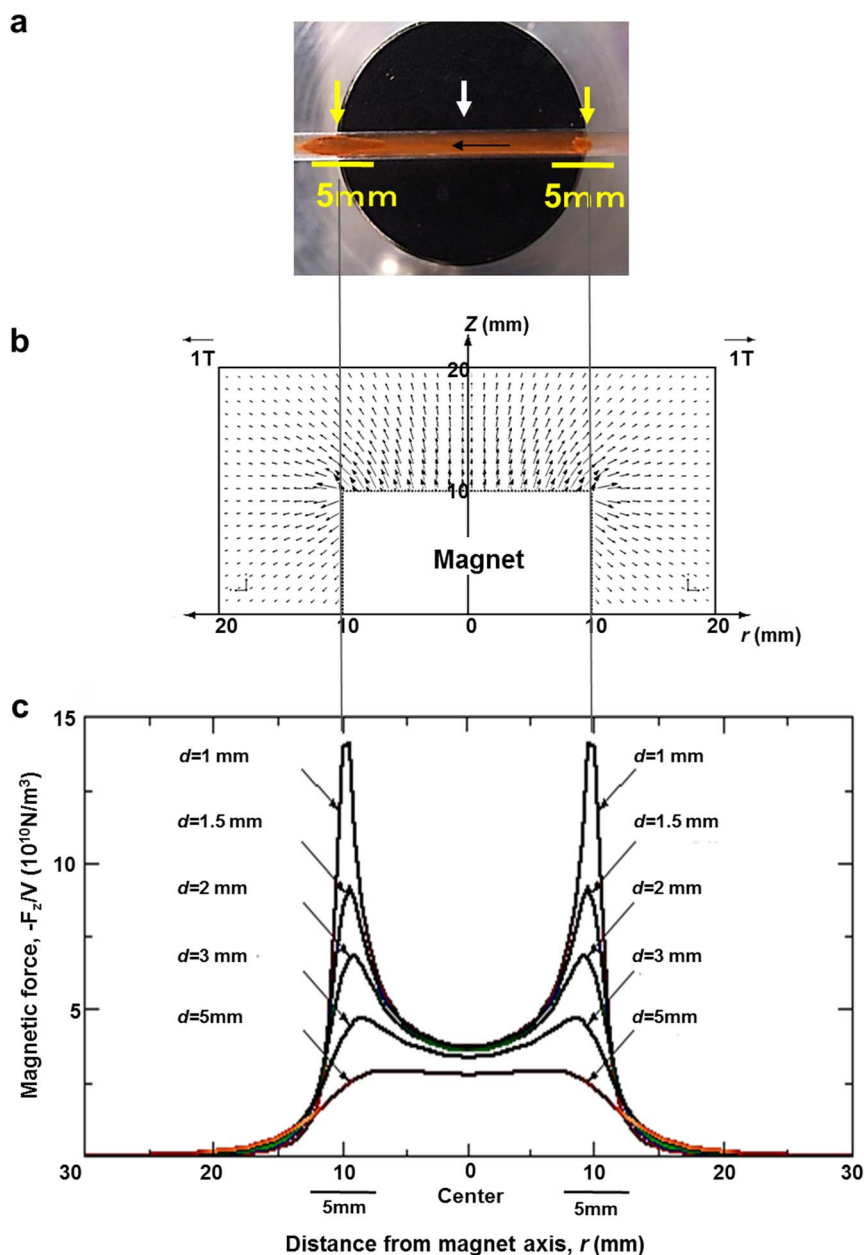 a
5mm 5mm
b
Z (mm)
1T 1T
20
10
Magnet
20 10 0 10 20 r (mm)
c
Magnetic force, -Fz/V (10¹⁰N/m³)
15
d=1 mm d=1 mm
d=1.5 mm d=1.5 mm
10
d=2 mm d=2 mm
d=3 mm d=3 mm
5
d=5mm d=5mm
30 20 10 0 10 20 30
Center
5mm 5mm
Distance from magnet axis, r (mm)